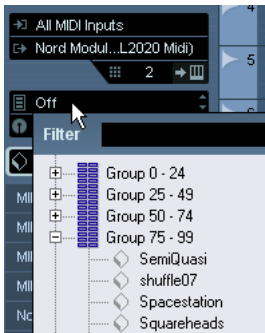 4
All MIDI Inputs
Nord Modul...L2020 Midi)
2
5
Off
Filter
Group 0 - 24
Group 25 - 49
Group 50 - 74
Group 75 - 99
SemiQuasi
shuffle07
Spacestation
Squareheads